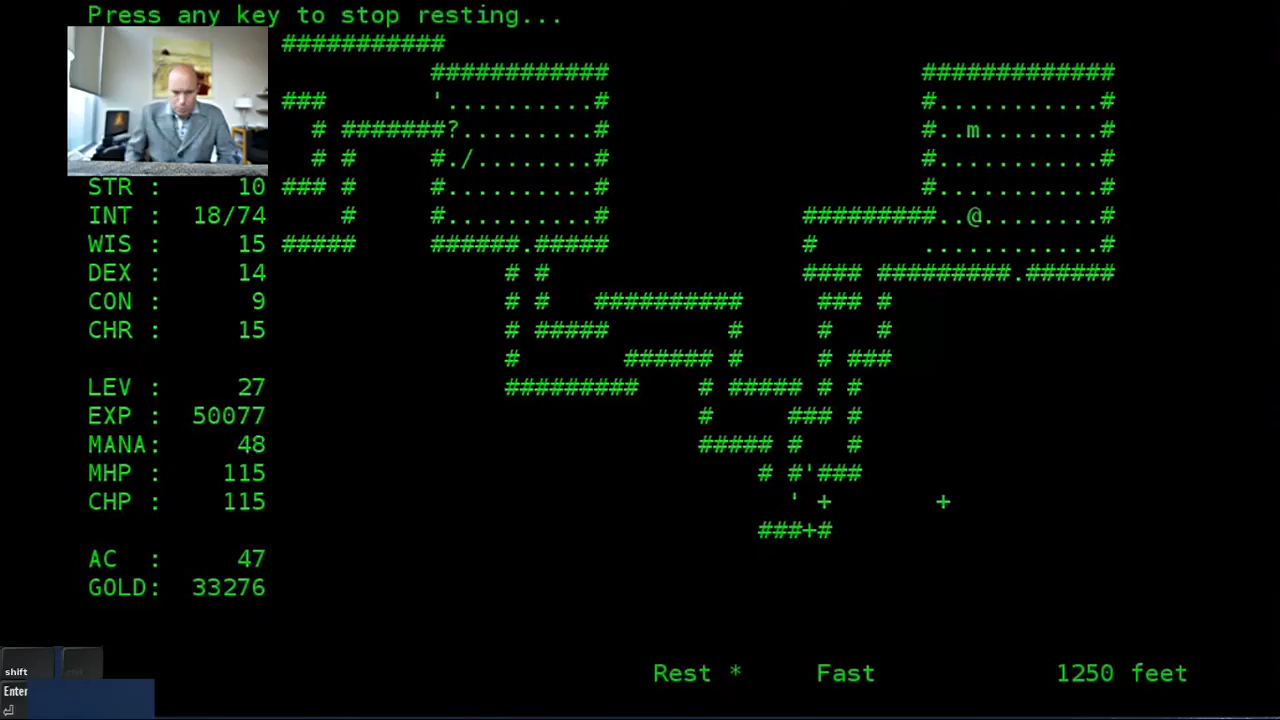 Press any key to stop resting...
###########
############ #############
### '..........# #...........#
# #######?.........# #..m........#
# # #./........# #...........#
STR : 10 ### # #..........# #...........#
INT : 18/74 # #..........# #########..@........#
WIS : 15 ##### ######.##### # ............#
DEX : 14 # # #### #########.######
CON : 9 # # ########## ### #
CHR : 15 # ##### # # #
# ###### # # ###
LEV : 27 ######### # ##### # #
EXP : 50077 # ### #
MANA: 48 ##### # #
MHP : 115 # #'###
CHP : 115 ' + +
###+#
AC : 47
GOLD: 33276
shift
Enter
Rest * Fast 1250 feet